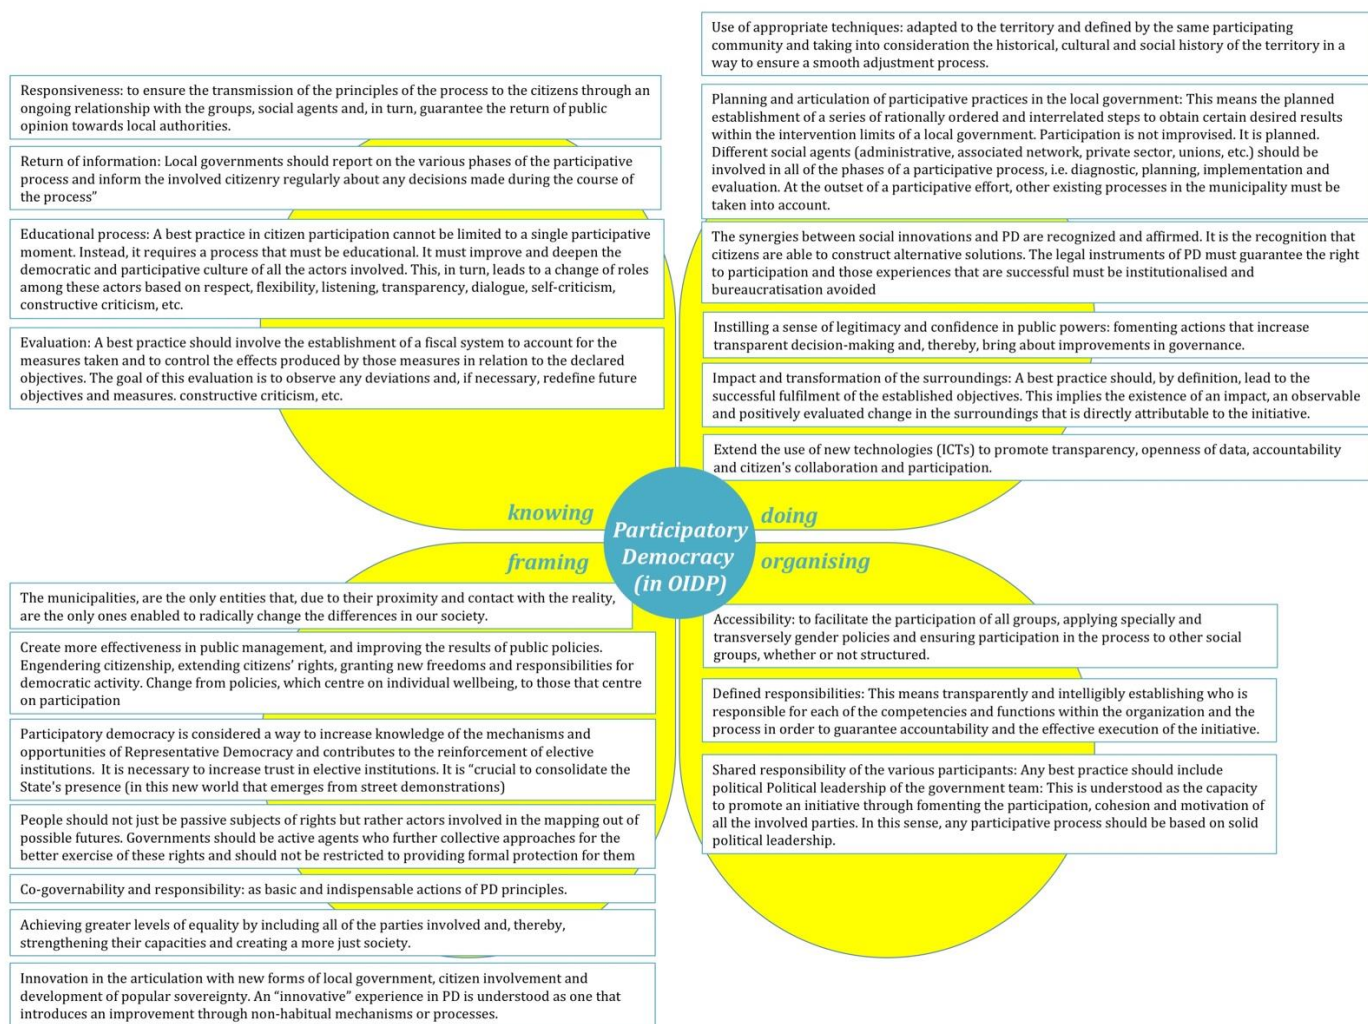 Responsiveness: to ensure the transmission of the principles of the process to the citizens through an
ongoing relationship with the groups, social agents and, in turn, guarantee the return of public
opinion towards local authorities.
Return of information: Local governments should report on the various phases of the participative
process and inform the involved citizenry regularly about any decisions made during the course of
the process”
Educational process: A best practice in citizen participation cannot be limited to a single participative
moment. Instead, it requires a process that must be educational. It must improve and deepen the
democratic and participative culture of all the actors involved. This, in turn, leads to a change of roles
among these actors based on respect, flexibility, listening, transparency, dialogue, self-criticism,
constructive criticism, etc.
Evaluation: A best practice should involve the establishment of a fiscal system to account for the
measures taken and to control the effects produced by those measures in relation to the declared
objectives. The goal of this evaluation is to observe any deviations and, if necessary, redefine future
objectives and measures. constructive criticism, etc.
knowing
Use of appropriate techniques: adapted to the territory and defined by the same participating
community and taking into consideration the historical, cultural and social history of the territory in a
way to ensure a smooth adjustment process.
Planning and articulation of participative practices in the local government: This means the planned
establishment of a series of rationally ordered and interrelated steps to obtain certain desired results
within the intervention limits of a local government. Participation is not improvised. It is planned.
Different social agents (administrative, associated network, private sector, unions, etc.) should be
involved in all of the phases of a participative process, i.e. diagnostic, planning, implementation and
evaluation. At the outset of a participative effort, other existing processes in the municipality must be
taken into account.
The synergies between social innovations and PD are recognized and affirmed. It is the recognition that
citizens are able to construct alternative solutions. The legal instruments of PD must guarantee the right
to participation and those experiences that are successful must be institutionalised and
bureaucratisation avoided
Instilling a sense of legitimacy and confidence in public powers: fomenting actions that increase
transparent decision-making and, thereby, bring about improvements in governance.
Impact and transformation of the surroundings: A best practice should, by definition, lead to the
successful fulfilment of the established objectives. This implies the existence of an impact, an observable
and positively evaluated change in the surroundings that is directly attributable to the initiative.
Extend the use of new technologies (ICTs) to promote transparency, openness of data, accountability
and citizen's collaboration and participation.
doing
Participatory
Democracy
(in OIDP)
framing
The municipalities, are the only entities that, due to their proximity and contact with the reality,
are the only ones enabled to radically change the differences in our society.
Create more effectiveness in public management, and improving the results of public policies.
Engendering citizenship, extending citizens’ rights, granting new freedoms and responsibilities for
democratic activity. Change from policies, which centre on individual wellbeing, to those that centre
on participation
Participatory democracy is considered a way to increase knowledge of the mechanisms and
opportunities of Representative Democracy and contributes to the reinforcement of elective
institutions. It is necessary to increase trust in elective institutions. It is “crucial to consolidate the
State's presence (in this new world that emerges from street demonstrations)
People should not just be passive subjects of rights but rather actors involved in the mapping out of
possible futures. Governments should be active agents who further collective approaches for the
better exercise of these rights and should not be restricted to providing formal protection for them
Co-governability and responsibility: as basic and indispensable actions of PD principles.
Achieving greater levels of equality by including all of the parties involved and, thereby,
strengthening their capacities and creating a more just society.
Innovation in the articulation with new forms of local government, citizen involvement and
development of popular sovereignty. An “innovative” experience in PD is understood as one that
introduces an improvement through non-habitual mechanisms or processes.
organising
Accessibility: to facilitate the participation of all groups, applying specially and
transversely gender policies and ensuring participation in the process to other social
groups, whether or not structured.
Defined responsibilities: This means transparently and intelligibly establishing who is
responsible for each of the competencies and functions within the organization and the
process in order to guarantee accountability and the effective execution of the initiative.
Shared responsibility of the various participants: Any best practice should include
political Political leadership of the government team: This is understood as the capacity
to promote an initiative through fomenting the participation, cohesion and motivation of
all the involved parties. In this sense, any participative process should be based on solid
political leadership.